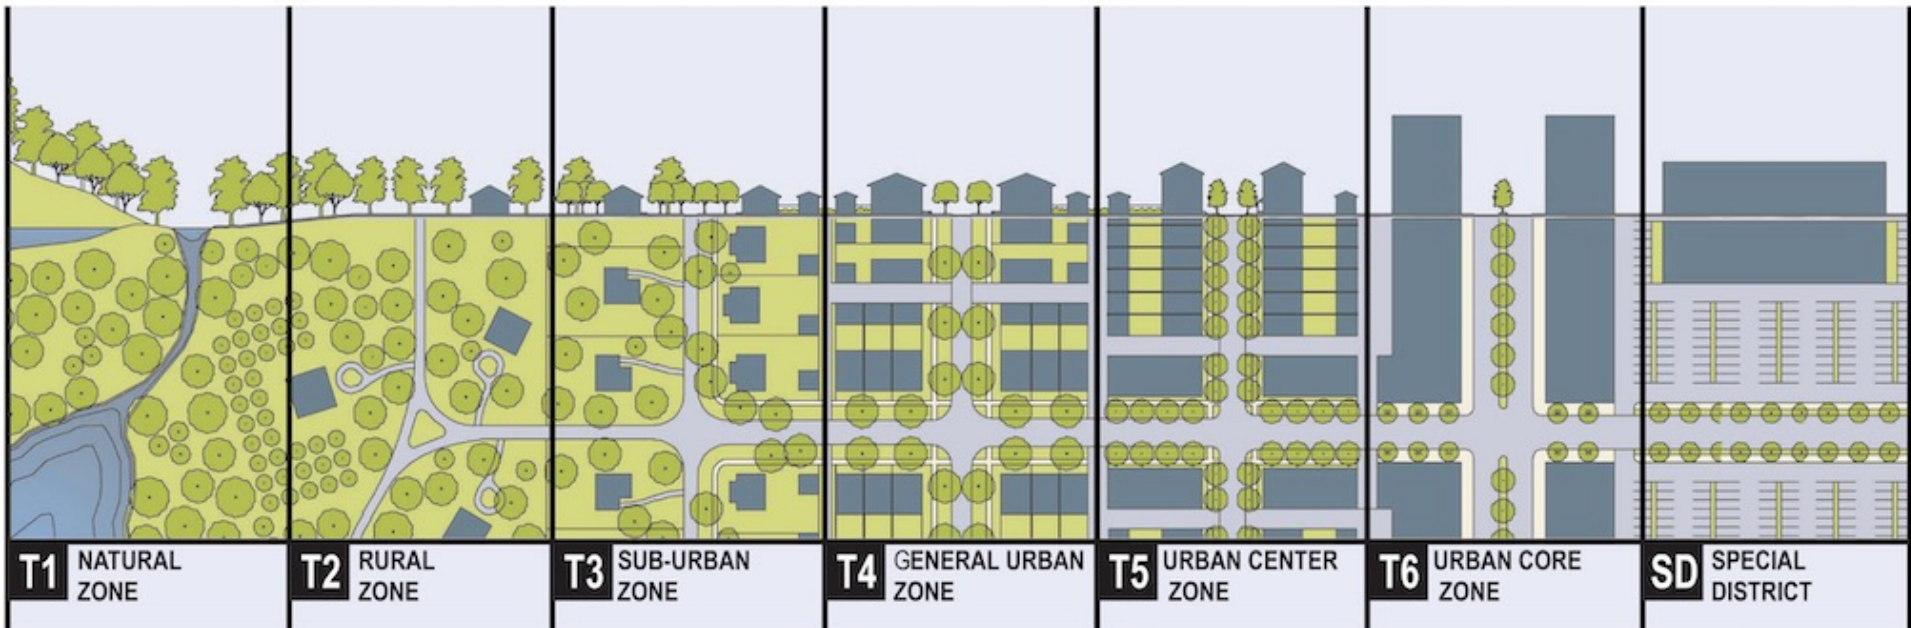 T1 NATURAL
ZONE
T2 RURAL
ZONE
T3 SUB-URBAN
ZONE
T4 GENERAL URBAN
ZONE
T5 URBAN CENTER
ZONE
T6 URBAN CORE
ZONE
SD SPECIAL
DISTRICT